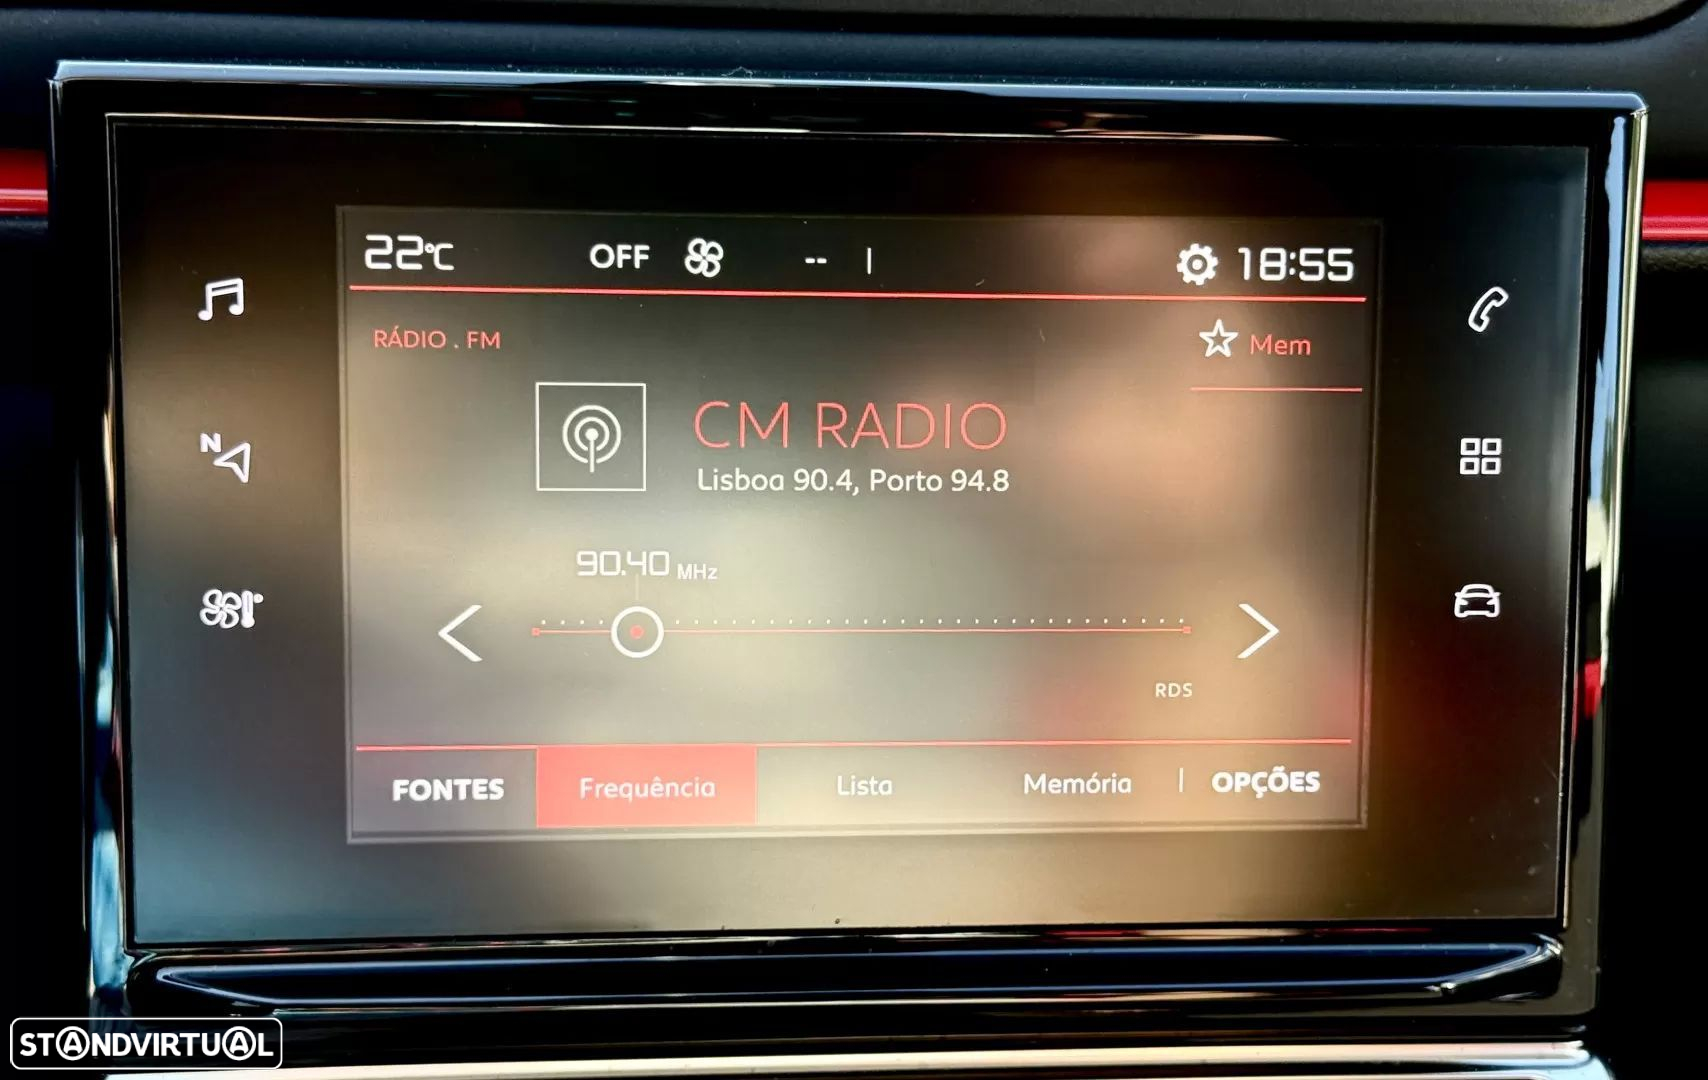 22°C OFF -- | 18:55
RÁDIO . FM
Mem
CM RADIO
Lisboa 90.4, Porto 94.8
90.40 MHz
N
RDS
FONTES Frequência Lista Memória | OPÇÕES
STANDVIRTUAL